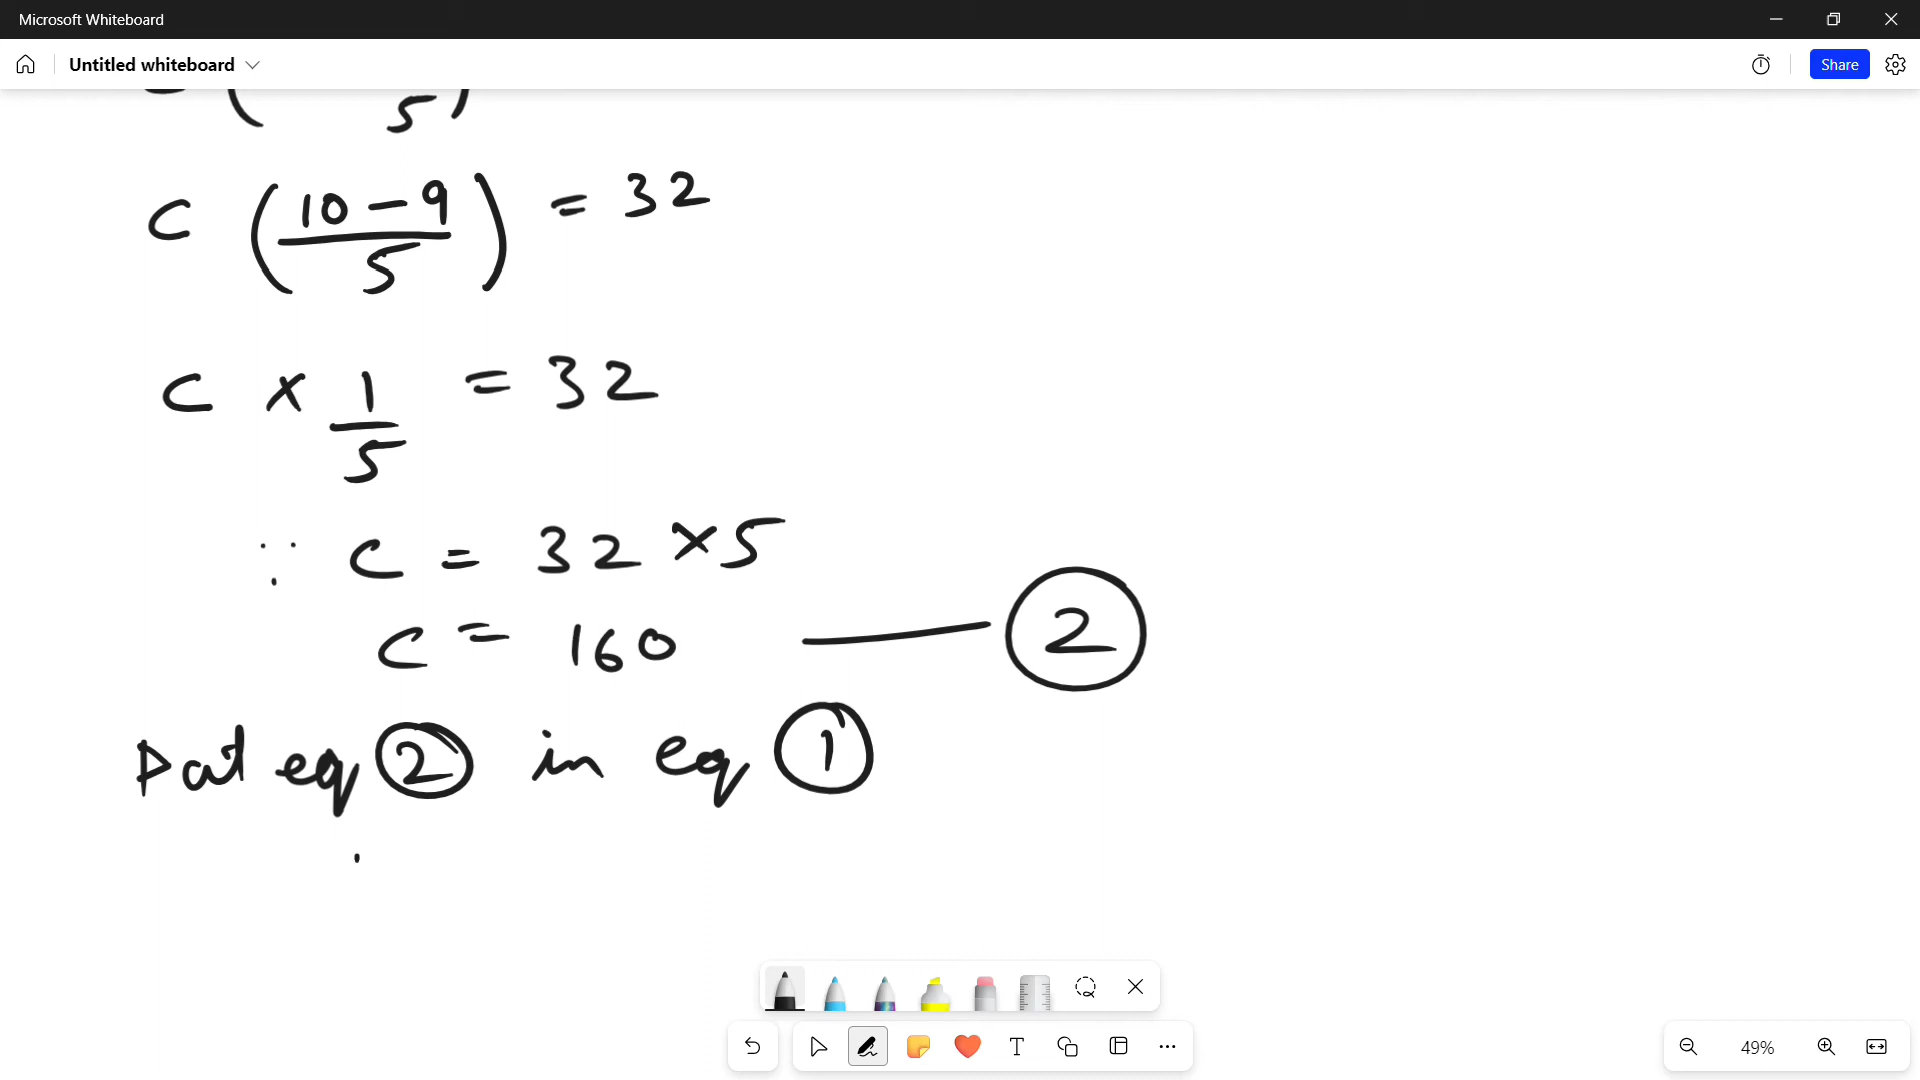 Microsoft Whiteboard
Untitled whiteboard
Share
5
C ( 10 - 9 / 5 ) = 32
C × 1 / 5 = 32
∵ C = 32 × 5
C = 160 —— 2
Put eq 2 in eq 1
49%